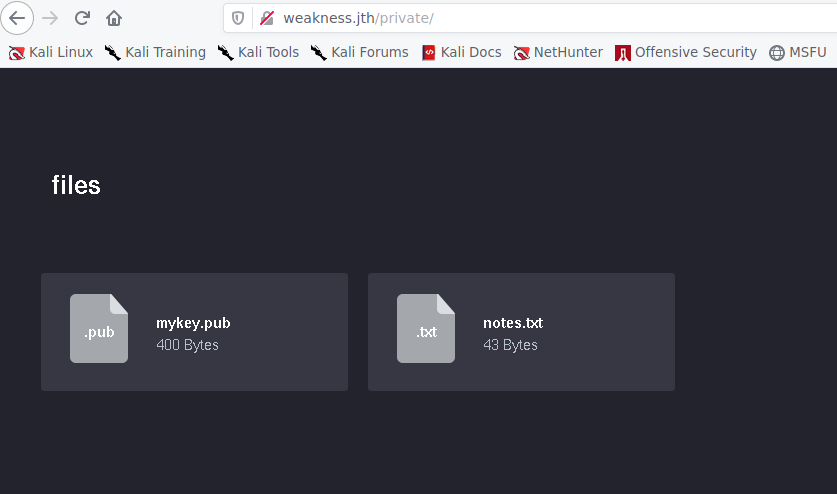 weakness.jth/private/
Kali Linux Kali Training Kali Tools Kali Forums Kali Docs NetHunter Offensive Security MSFU
files
.pub mykey.pub
400 Bytes
.txt notes.txt
43 Bytes